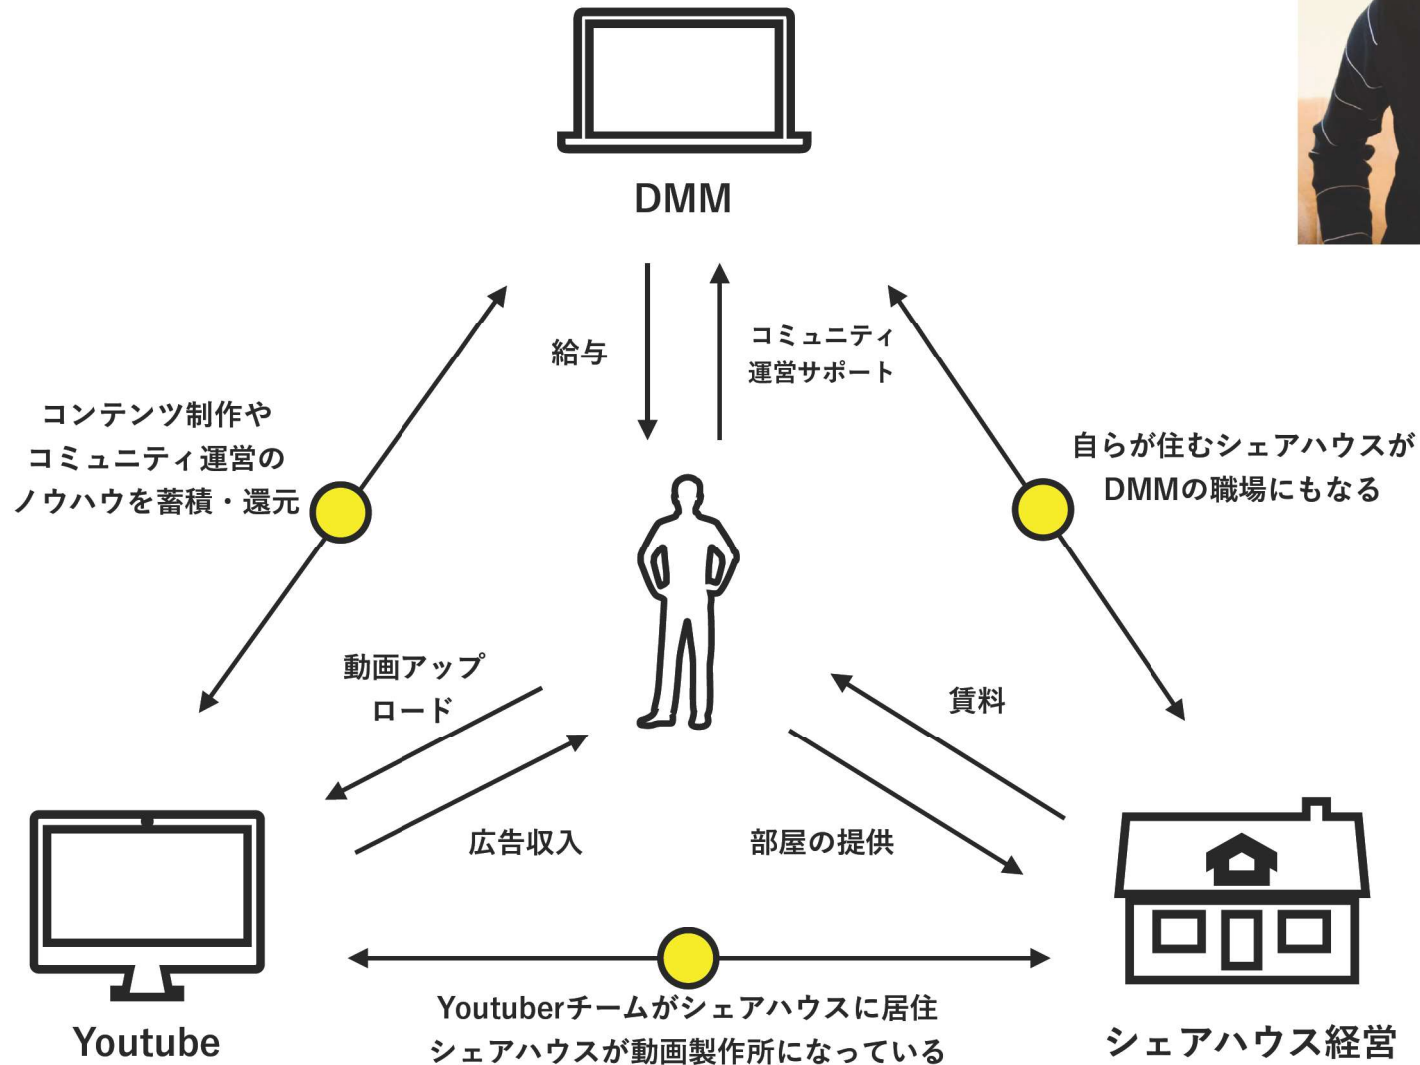 DMM
給与
コミュニティ
運営サポート
コンテンツ制作や
コミュニティ運営の
ノウハウを蓄積・還元
自らが住むシェアハウスが
DMMの職場にもなる
動画アップ
ロード
賃料
広告収入
部屋の提供
Youtuberチームがシェアハウスに居住
シェアハウスが動画製作所になっている
Youtube
シェアハウス経営